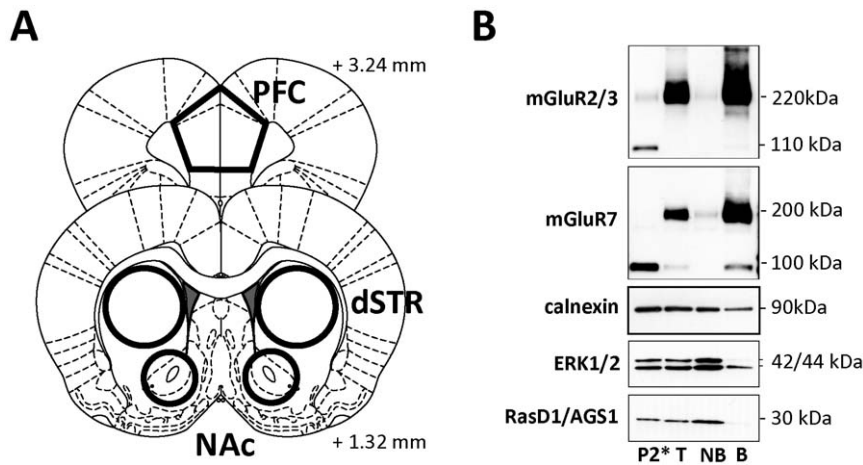 A
+ 3.24 mm
PFC
dSTR
NAc
+ 1.32 mm
B
mGluR2/3
- 220kDa
- 110 kDa
mGluR7
- 200 kDa
- 100 kDa
calnexin
- 90kDa
ERK1/2
- 42/44 kDa
RasD1/AGS1
- 30 kDa
P2* T NB B